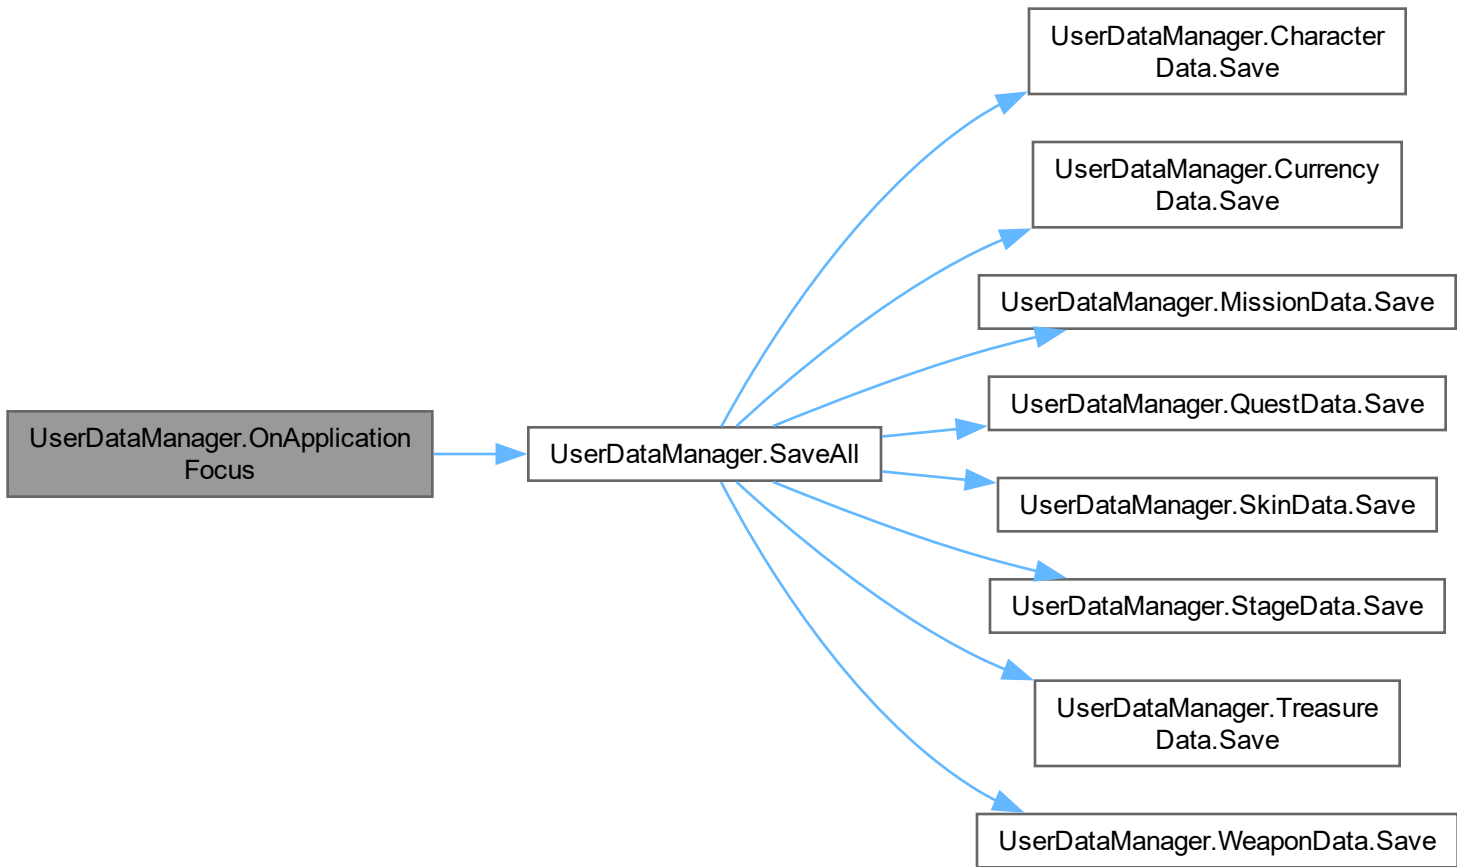 UserDataManager.OnApplication
Focus
UserDataManager.SaveAll
UserDataManager.Character
Data.Save
UserDataManager.Currency
Data.Save
UserDataManager.MissionData.Save
UserDataManager.QuestData.Save
UserDataManager.SkinData.Save
UserDataManager.StageData.Save
UserDataManager.Treasure
Data.Save
UserDataManager.WeaponData.Save